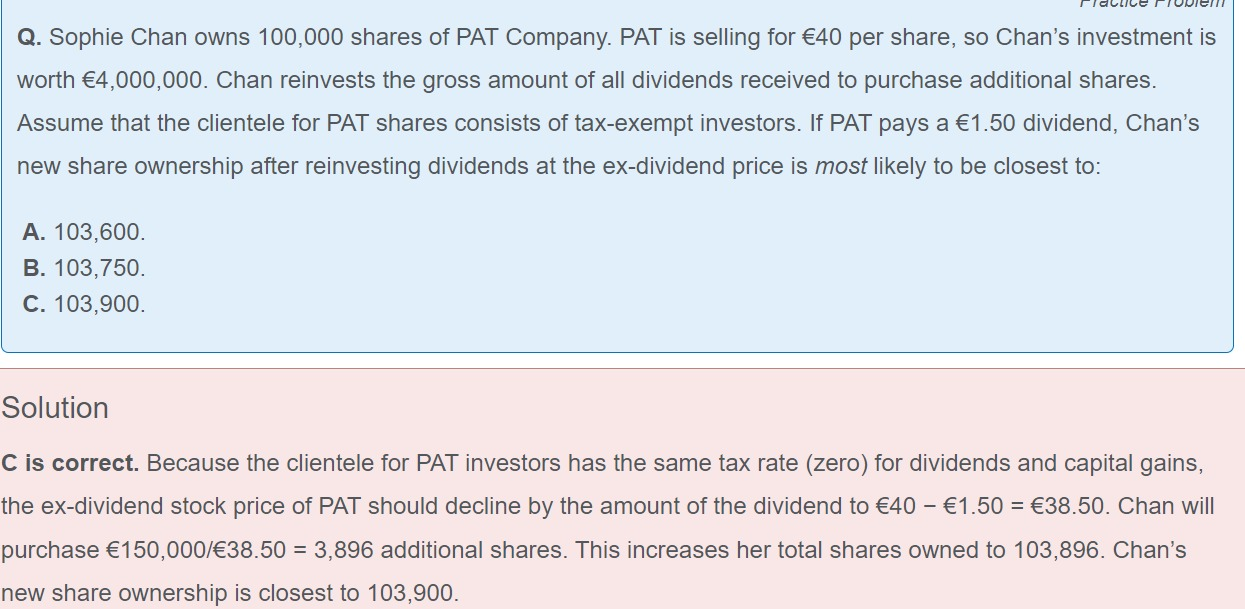 Practice Problem
Q. Sophie Chan owns 100,000 shares of PAT Company. PAT is selling for €40 per share, so Chan’s investment is
worth €4,000,000. Chan reinvests the gross amount of all dividends received to purchase additional shares.
Assume that the clientele for PAT shares consists of tax-exempt investors. If PAT pays a €1.50 dividend, Chan’s
new share ownership after reinvesting dividends at the ex-dividend price is most likely to be closest to:
A. 103,600.
B. 103,750.
C. 103,900.
Solution
C is correct. Because the clientele for PAT investors has the same tax rate (zero) for dividends and capital gains,
the ex-dividend stock price of PAT should decline by the amount of the dividend to €40 − €1.50 = €38.50. Chan will
purchase €150,000/€38.50 = 3,896 additional shares. This increases her total shares owned to 103,896. Chan’s
new share ownership is closest to 103,900.